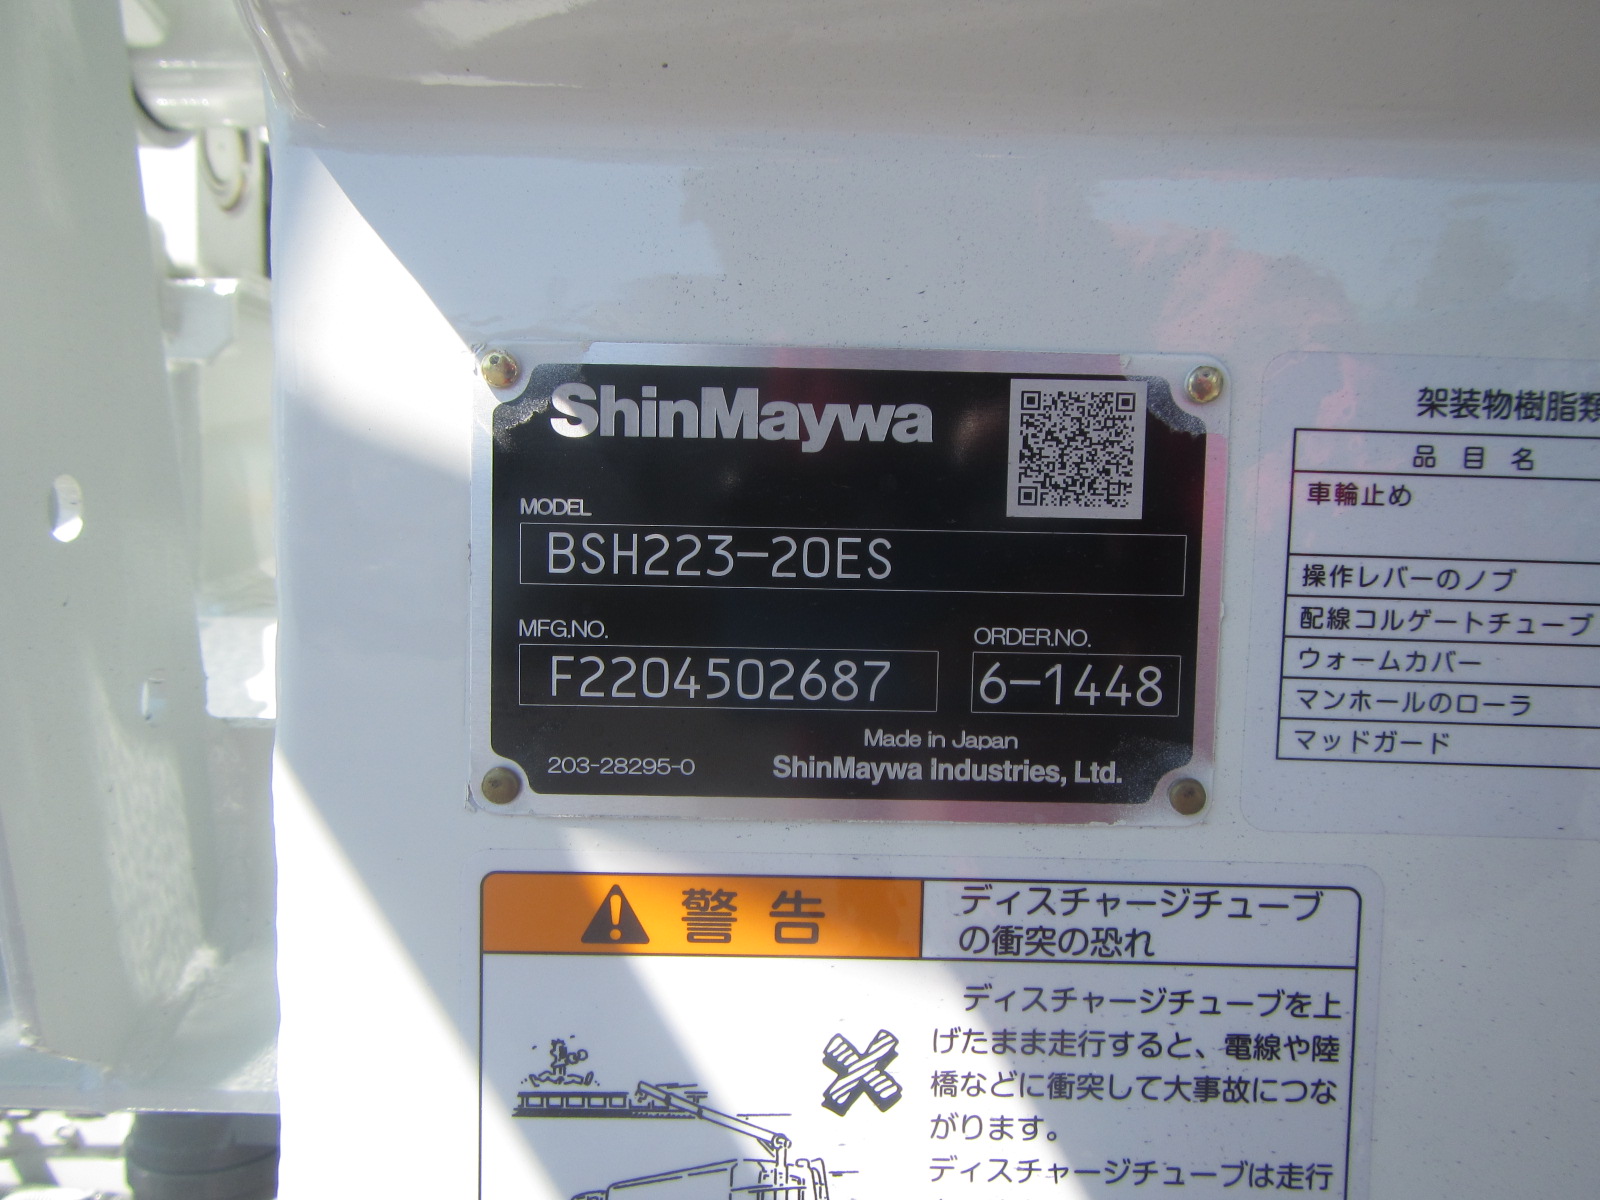 ShinMaywa
MODEL
BSH223-20ES
MFG.NO.
F2204502687
ORDER.NO.
6-1448
Made in Japan
203-28295-0
ShinMaywa Industries, Ltd.
架装物樹脂類
品目名
車輪止め
操作レバーのノブ
配線コルゲートチューブ
ウォームカバー
マンホールのローラ
マッドガード
警告
ディスチャージチューブ
の衝突の恐れ
ディスチャージチューブを上
げたまま走行すると、電線や陸
橋などに衝突して大事故につな
がります。
ディスチャージチューブは走行